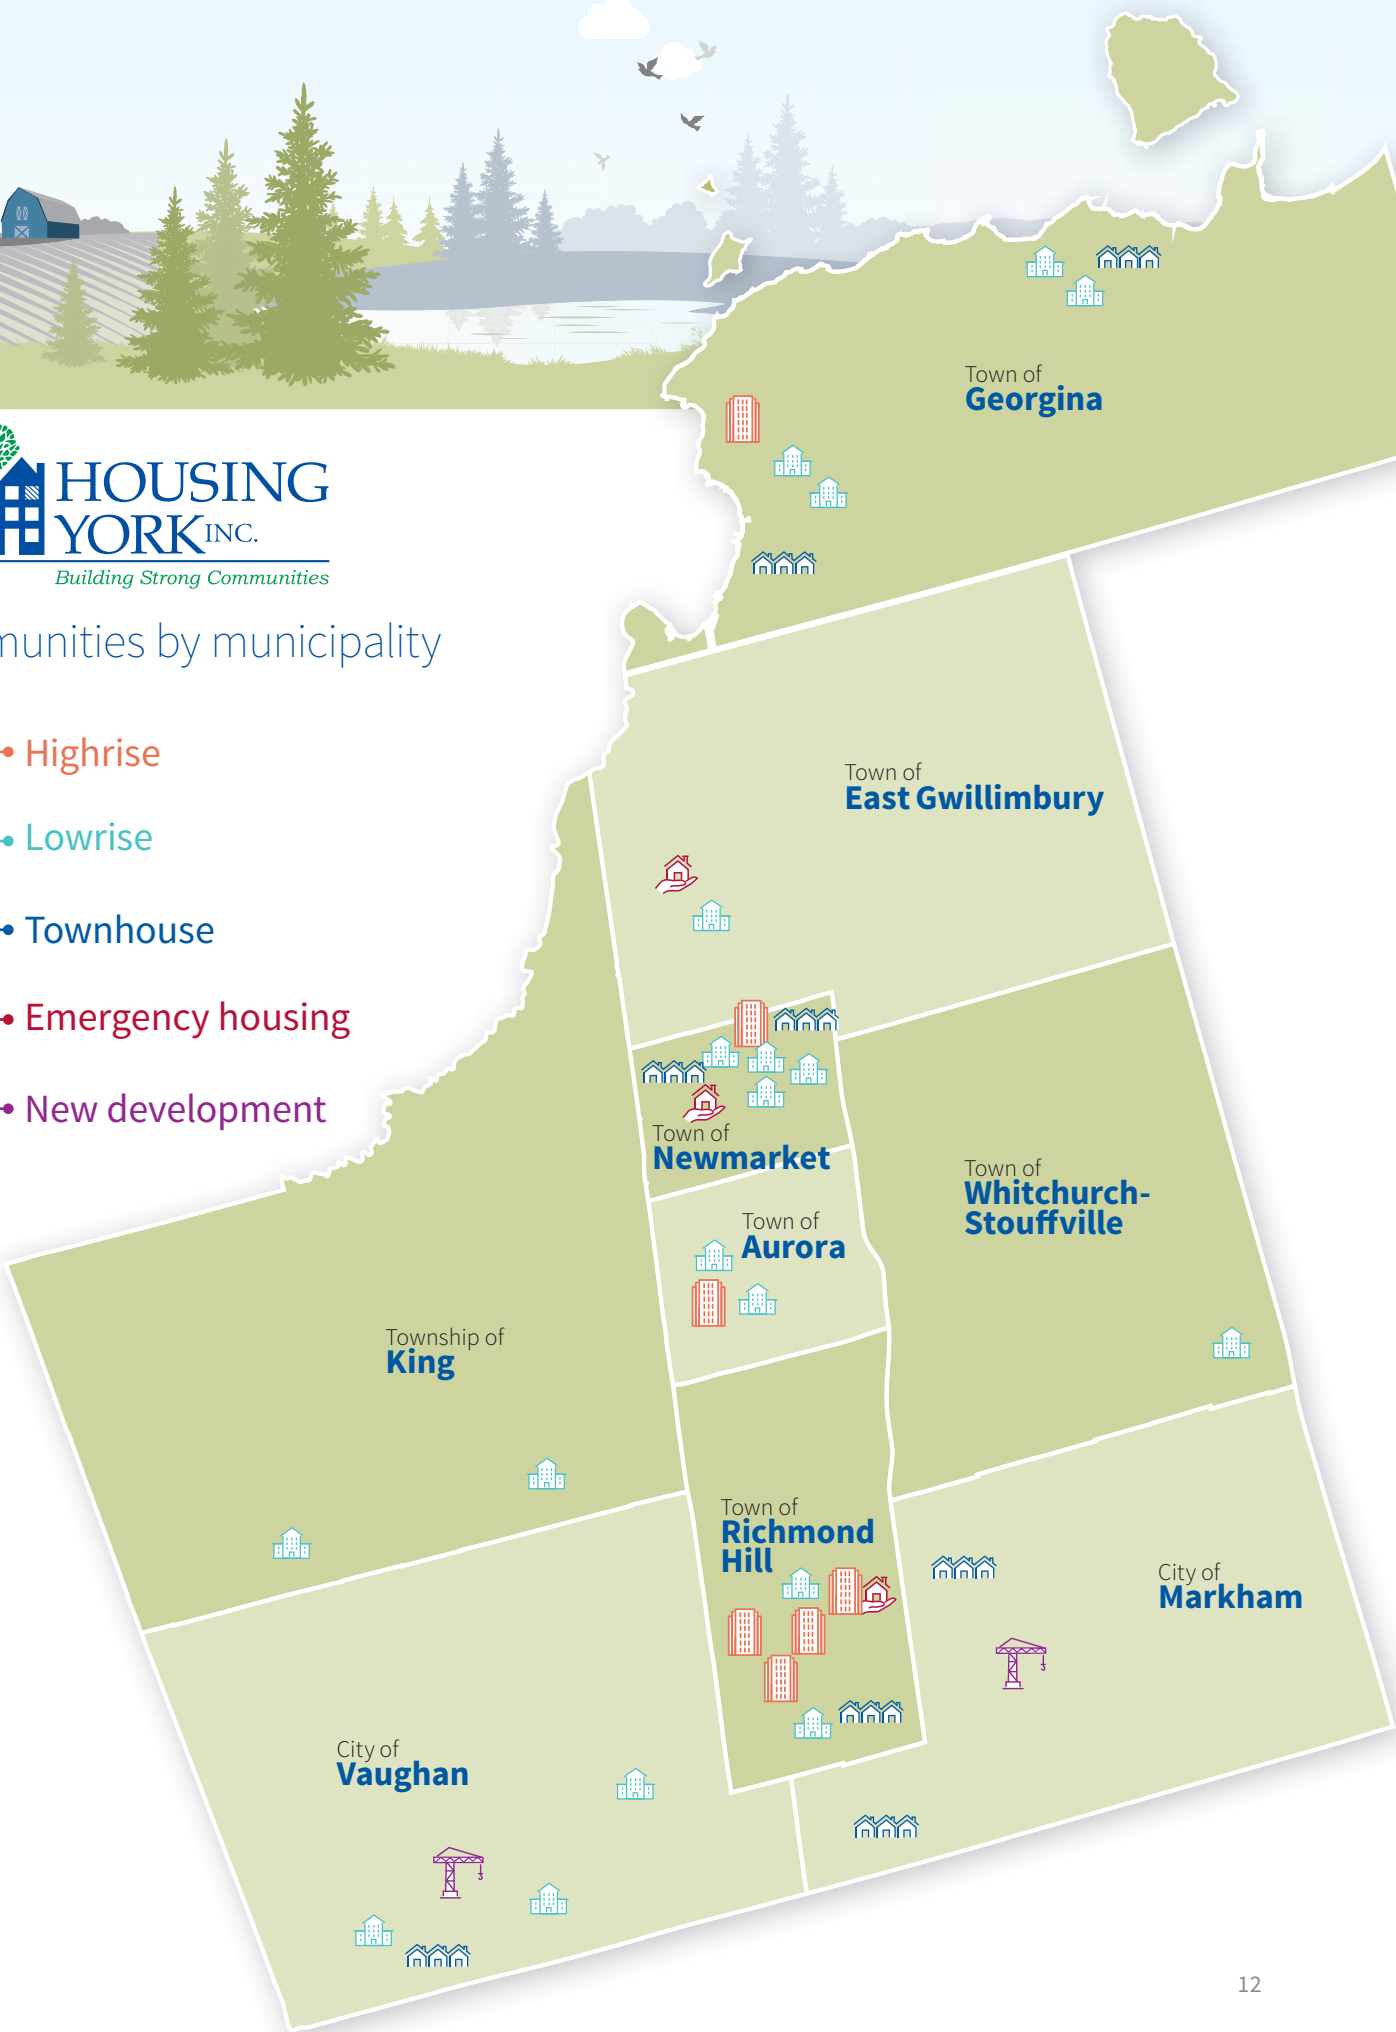 HOUSING
YORK INC.
Building Strong Communities
munities by municipality
Highrise
Lowrise
Townhouse
Emergency housing
New development
Town of
Georgina
Town of
East Gwillimbury
Town of
Newmarket
Town of
Whitchurch-
Stouffville
Town of
Aurora
Township of
King
Town of
Richmond
Hill
City of
Markham
City of
Vaughan
12